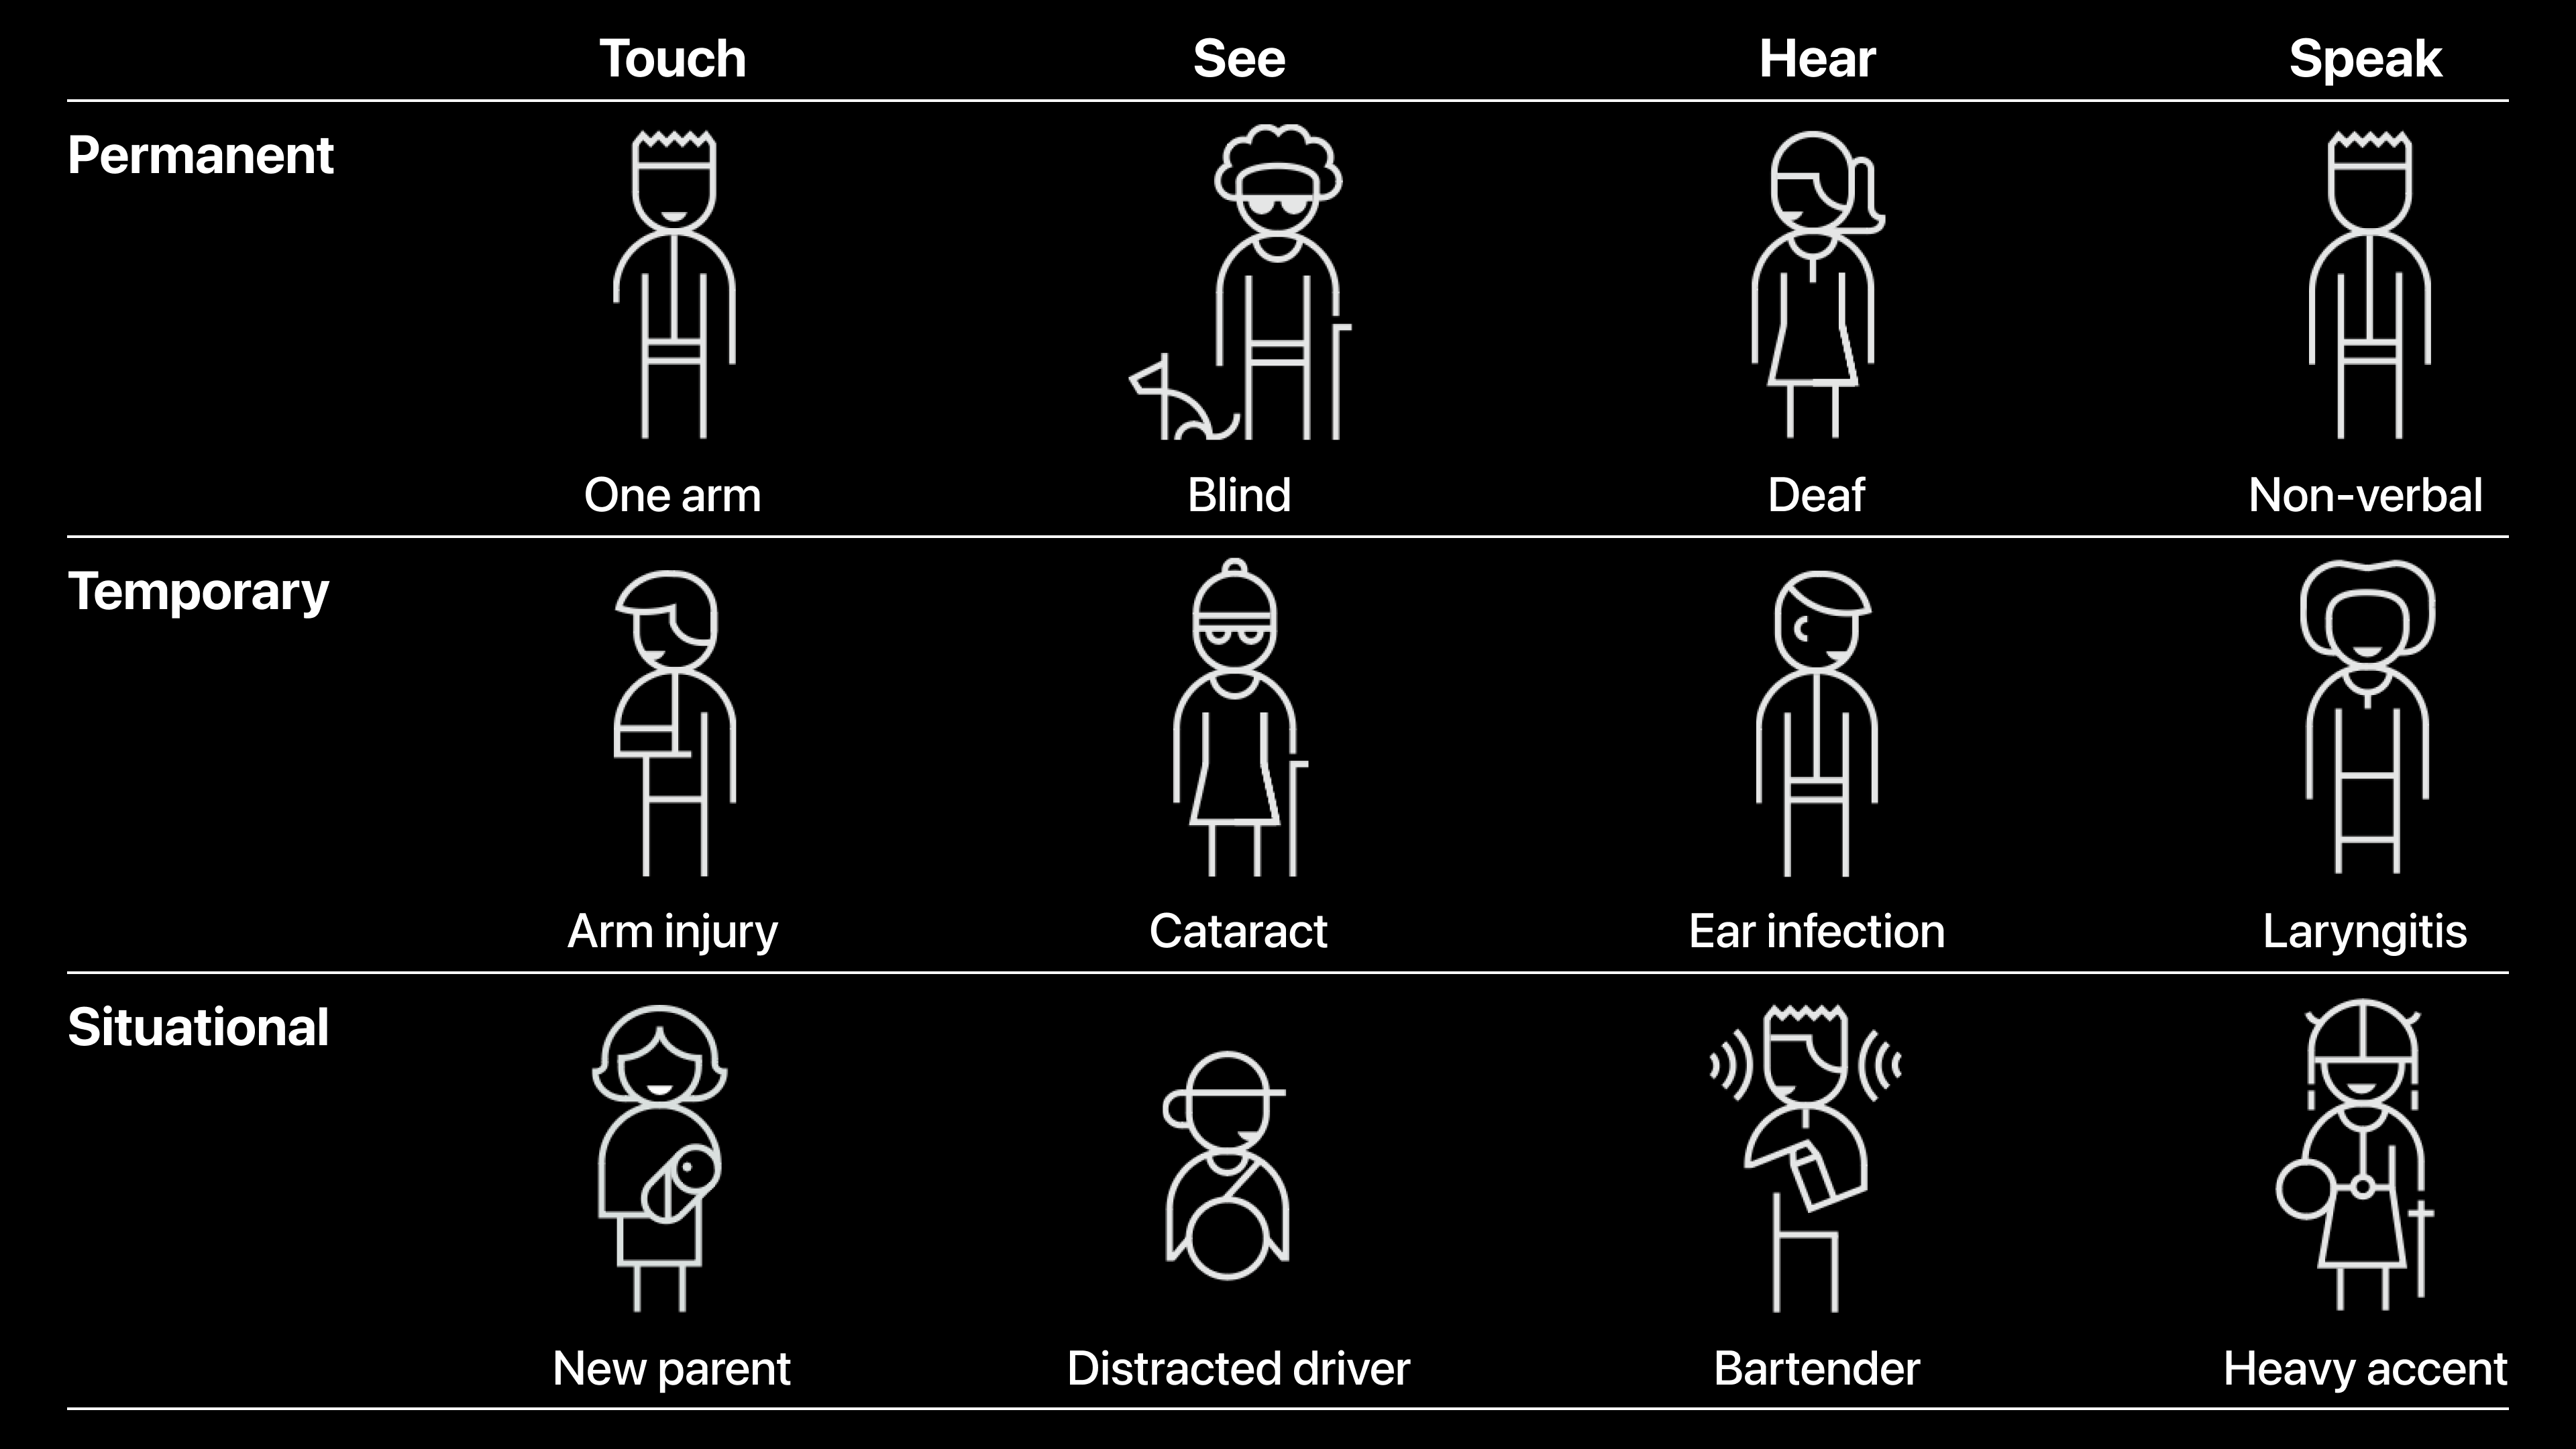 Touch See Hear Speak
Permanent
One arm Blind Deaf Non-verbal
Temporary
Arm injury Cataract Ear infection Laryngitis
Situational
New parent Distracted driver Bartender Heavy accent